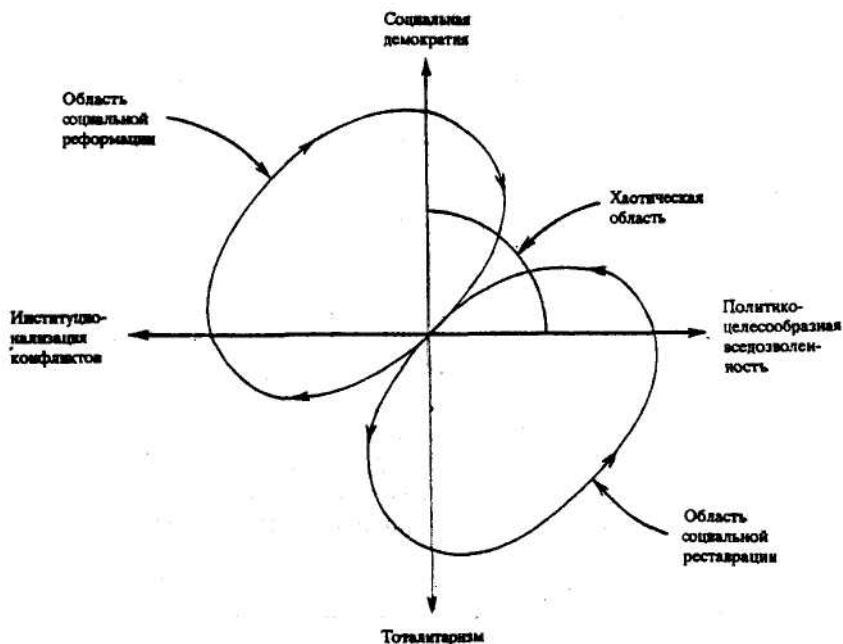 Социальная
демократия
Область
социальной
реформации
Хаотическая
область
Институцио-
нализация
конфликтов
Политико-
целесообразная
вседозволен-
ность
Область
социальной
реставрации
Тоталитаризм